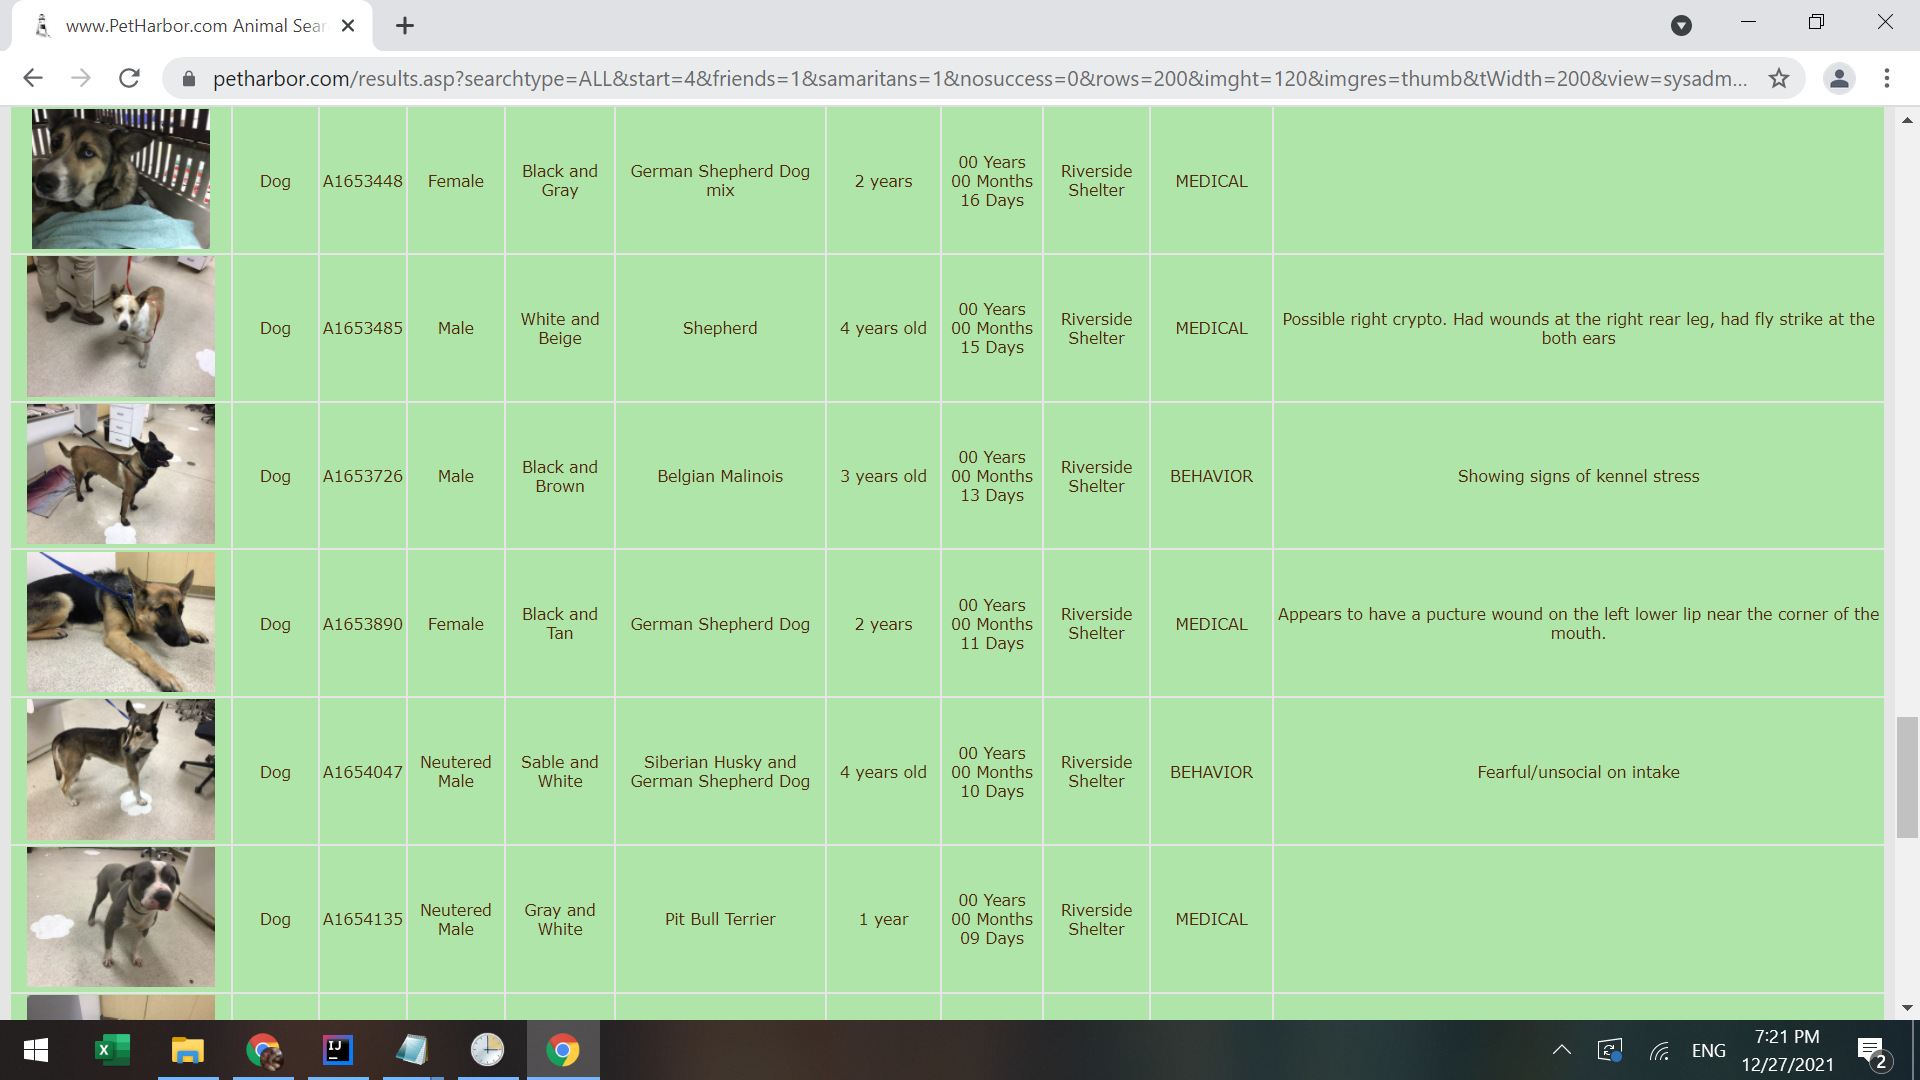 www.PetHarbor.com Animal Sear
petharbor.com/results.asp?searchtype=ALL&start=4&friends=1&samaritans=1&nosuccess=0&rows=200&imght=120&imgres=thumb&tWidth=200&view=sysadm...
Dog
A1653448
Female
Black and
Gray
German Shepherd Dog
mix
2 years
00 Years
00 Months
16 Days
Riverside
Shelter
MEDICAL
Dog
A1653485
Male
White and
Beige
Shepherd
4 years old
00 Years
00 Months
15 Days
Riverside
Shelter
MEDICAL
Possible right crypto. Had wounds at the right rear leg, had fly strike at the
both ears
Dog
A1653726
Male
Black and
Brown
Belgian Malinois
3 years old
00 Years
00 Months
13 Days
Riverside
Shelter
BEHAVIOR
Showing signs of kennel stress
Dog
A1653890
Female
Black and
Tan
German Shepherd Dog
2 years
00 Years
00 Months
11 Days
Riverside
Shelter
MEDICAL
Appears to have a pucture wound on the left lower lip near the corner of the
mouth.
Dog
A1654047
Neutered
Male
Sable and
White
Siberian Husky and
German Shepherd Dog
4 years old
00 Years
00 Months
10 Days
Riverside
Shelter
BEHAVIOR
Fearful/unsocial on intake
Dog
A1654135
Neutered
Male
Gray and
White
Pit Bull Terrier
1 year
00 Years
00 Months
09 Days
Riverside
Shelter
MEDICAL
IJ
ENG
7:21 PM
12/27/2021
2